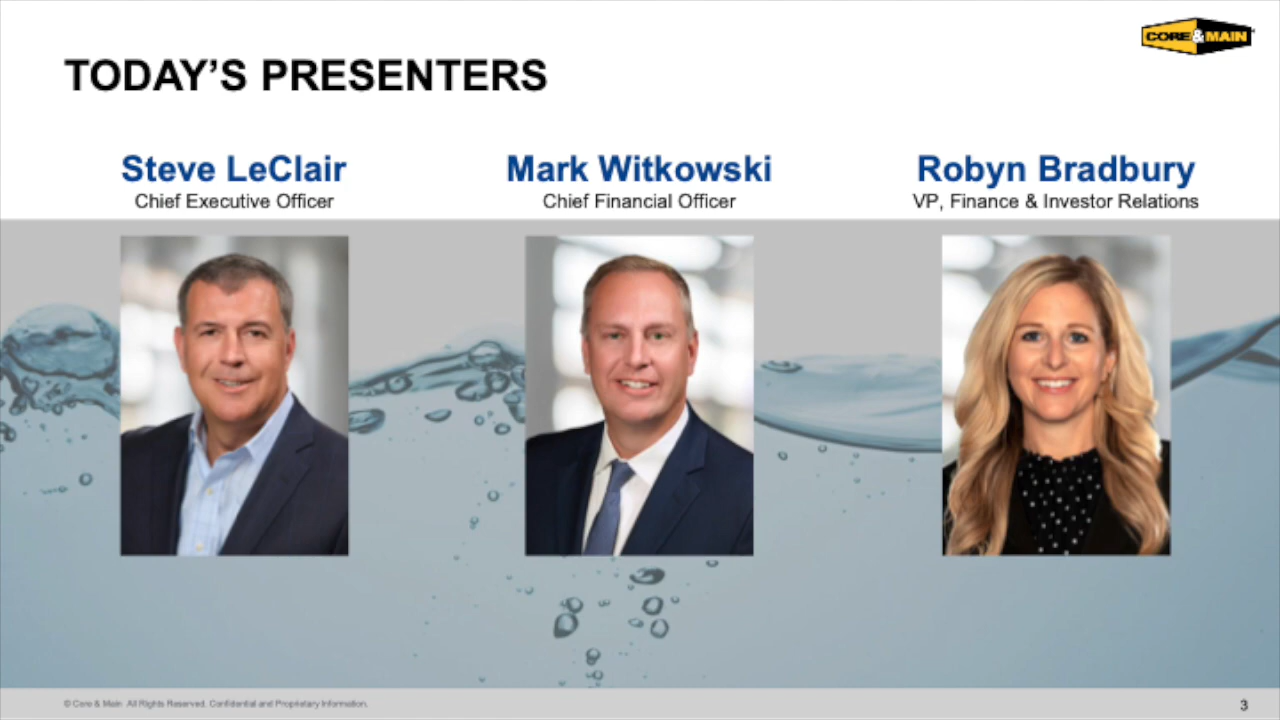 CORE&MAIN
TODAY'S PRESENTERS
Steve LeClair
Chief Executive Officer
Mark Witkowski
Chief Financial Officer
Robyn Bradbury
VP, Finance & Investor Relations
© Core & Main All Rights Reserved. Confidential and Proprietary Information.
3